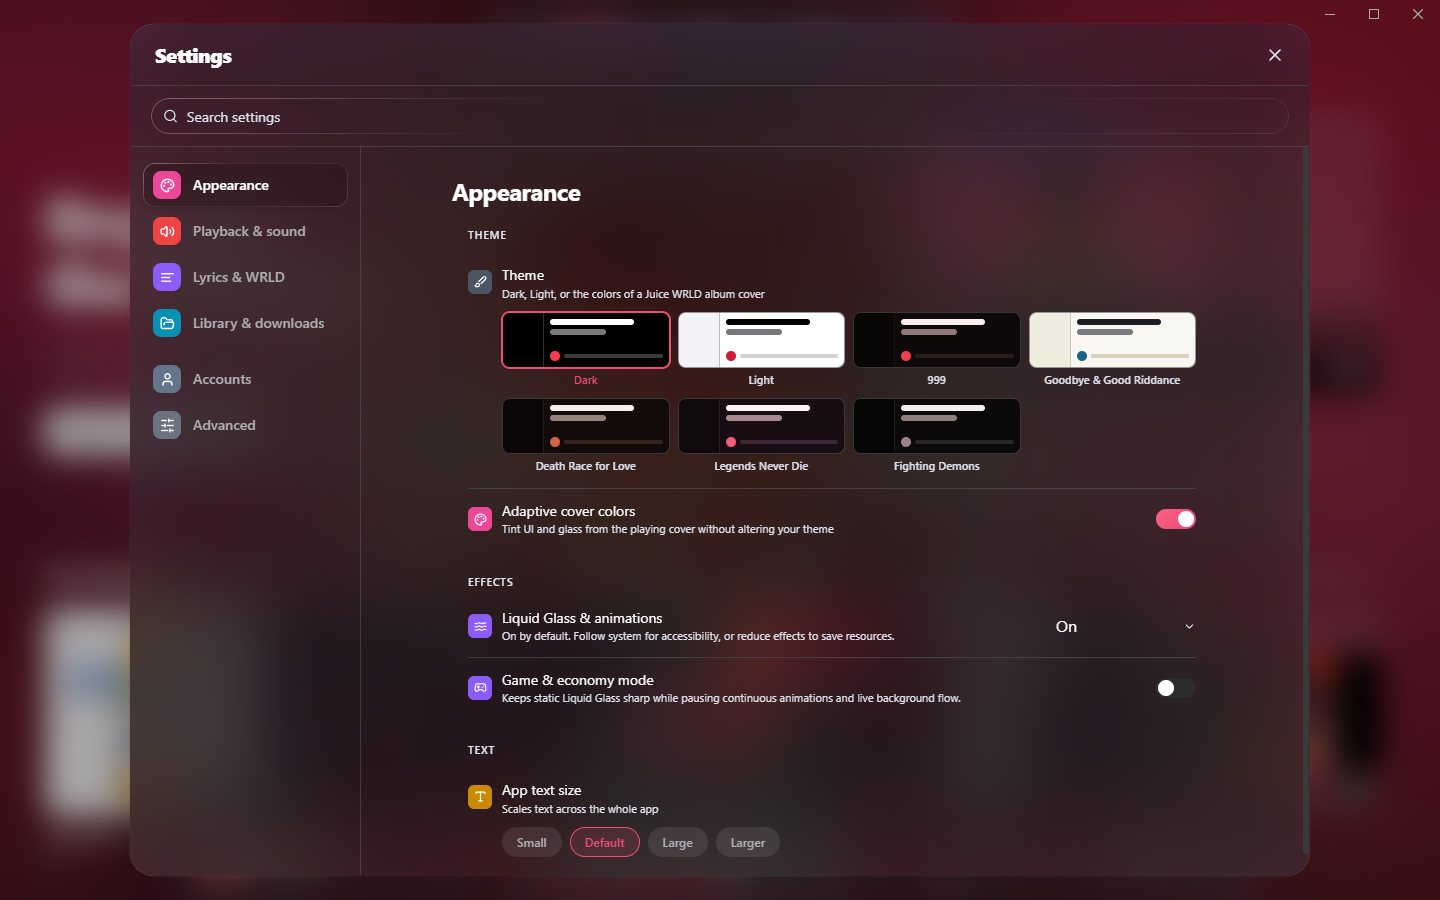 Settings
Search settings
Appearance
Playback & sound
Lyrics & WRLD
Library & downloads
Accounts
Advanced
Appearance
THEME
Theme
Dark, Light, or the colors of a Juice WRLD album cover
Dark
Light
999
Goodbye & Good Riddance
Death Race for Love
Legends Never Die
Fighting Demons
Adaptive cover colors
Tint UI and glass from the playing cover without altering your theme
EFFECTS
Liquid Glass & animations
On by default. Follow system for accessibility, or reduce effects to save resources.
On
Game & economy mode
Keeps static Liquid Glass sharp while pausing continuous animations and live background flow.
TEXT
App text size
Scales text across the whole app
Small
Default
Large
Larger